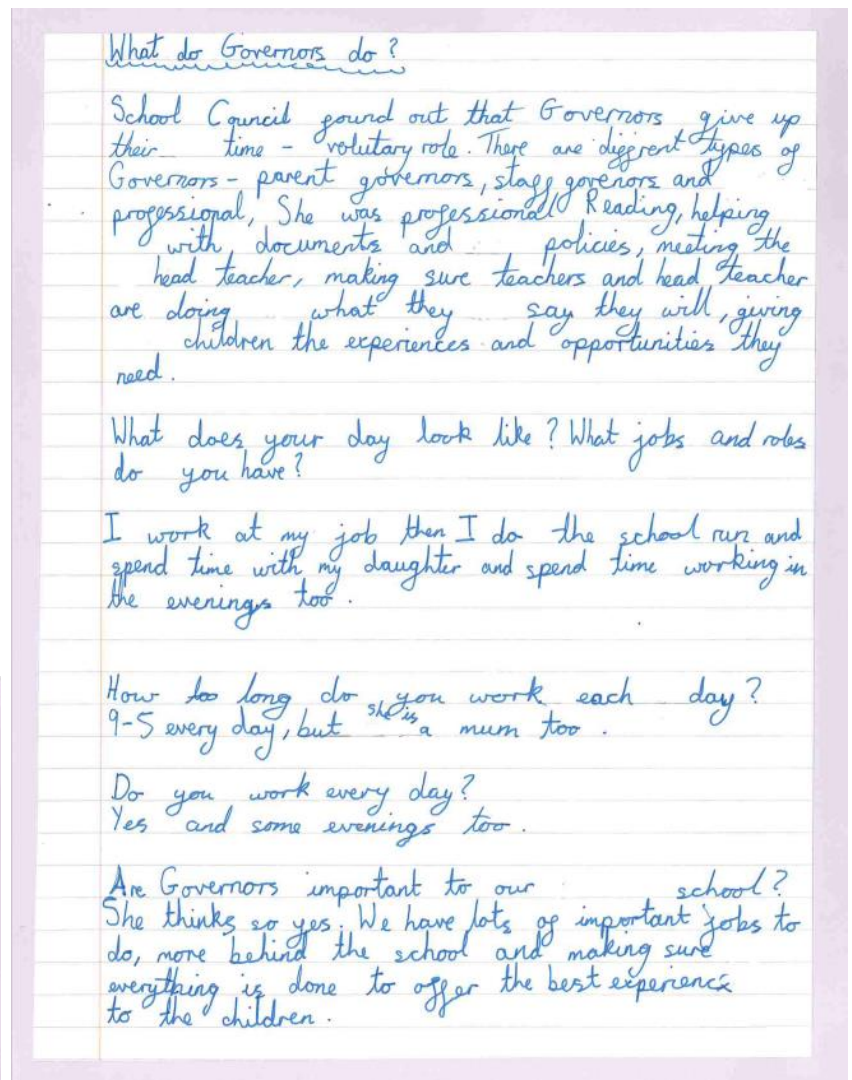 What do Governors do?
School Council found out that Governors give up
their time - volutary role. There are diffrent types of
Governors - parent governors, staff govenors and
professional, She was professional Reading, helping
with documents and policies, meeting the
head teacher, making sure teachers and head teacher
are doing what they say they will, giving
children the experiences and opportunities they
need.
What does your day look like? What jobs and roles
do you have?
I work at my job then I do the school run and
spend time with my daughter and spend time working in
the evenings too.
How too long do you work each day?
9-5 every day, but she is a mum too.
Do you work every day?
Yes and some evenings too.
Are Governors important to our school?
She thinks so yes. We have lots of important jobs to
do, more behind the school and making sure
everything is done to offer the best experience
to the children.